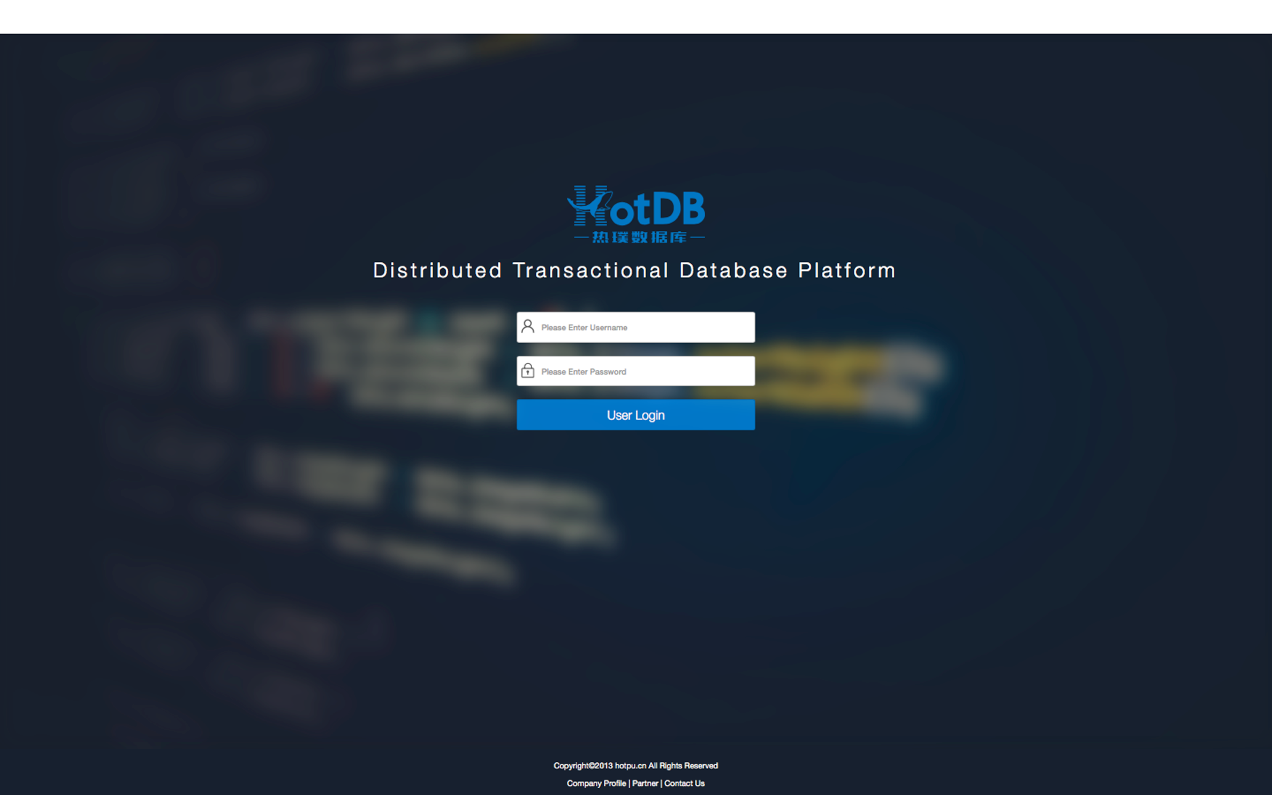 HotDB
热璞数据库
Distributed Transactional Database Platform
Please Enter Username
Please Enter Password
User Login
Copyright©2013 hotpu.cn All Rights Reserved
Company Profile | Partner | Contact Us